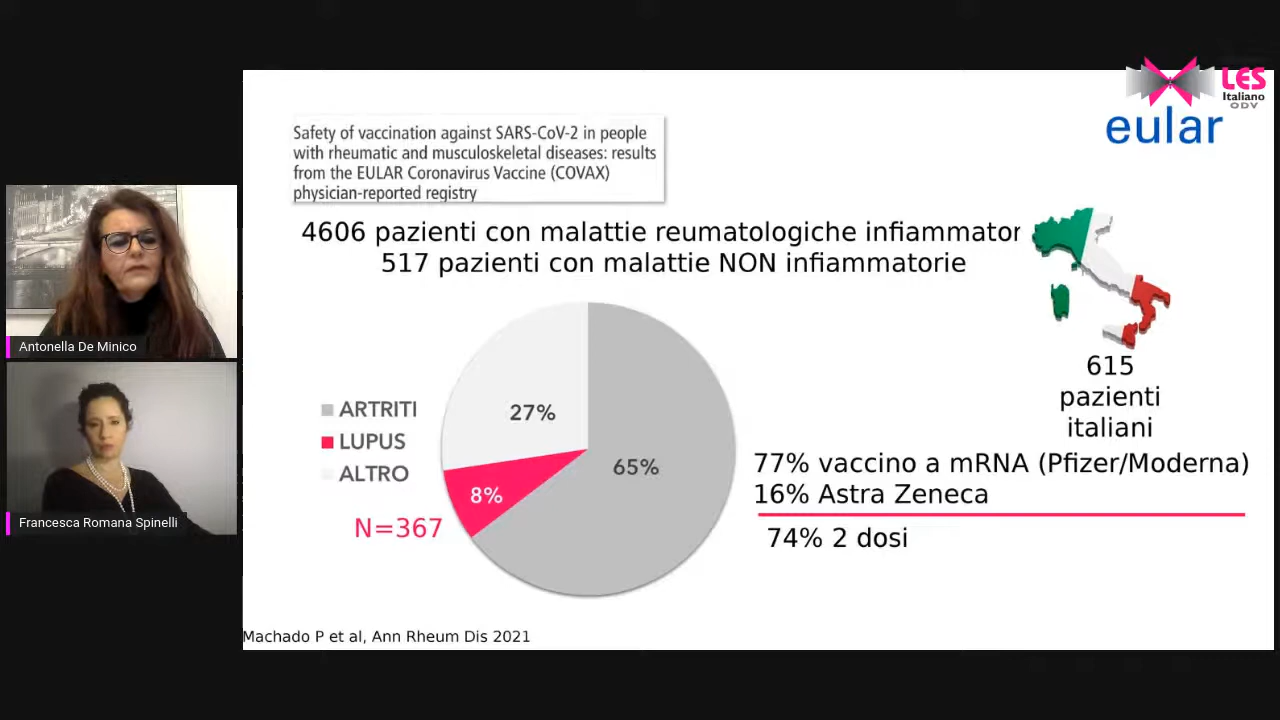 LES
Italiano
ODV
eular
Safety of vaccination against SARS-CoV-2 in people
with rheumatic and musculoskeletal diseases: results
from the EULAR Coronavirus Vaccine (COVAX)
physician-reported registry
4606 pazienti con malattie reumatologiche infiammator
517 pazienti con malattie NON infiammatorie
Antonella De Minico
615
pazienti
italiani
ARTRITI
LUPUS
ALTRO
27%
65%
8%
N=367
77% vaccino a mRNA (Pfizer/Moderna)
16% Astra Zeneca
74% 2 dosi
Francesca Romana Spinelli
Machado P et al, Ann Rheum Dis 2021